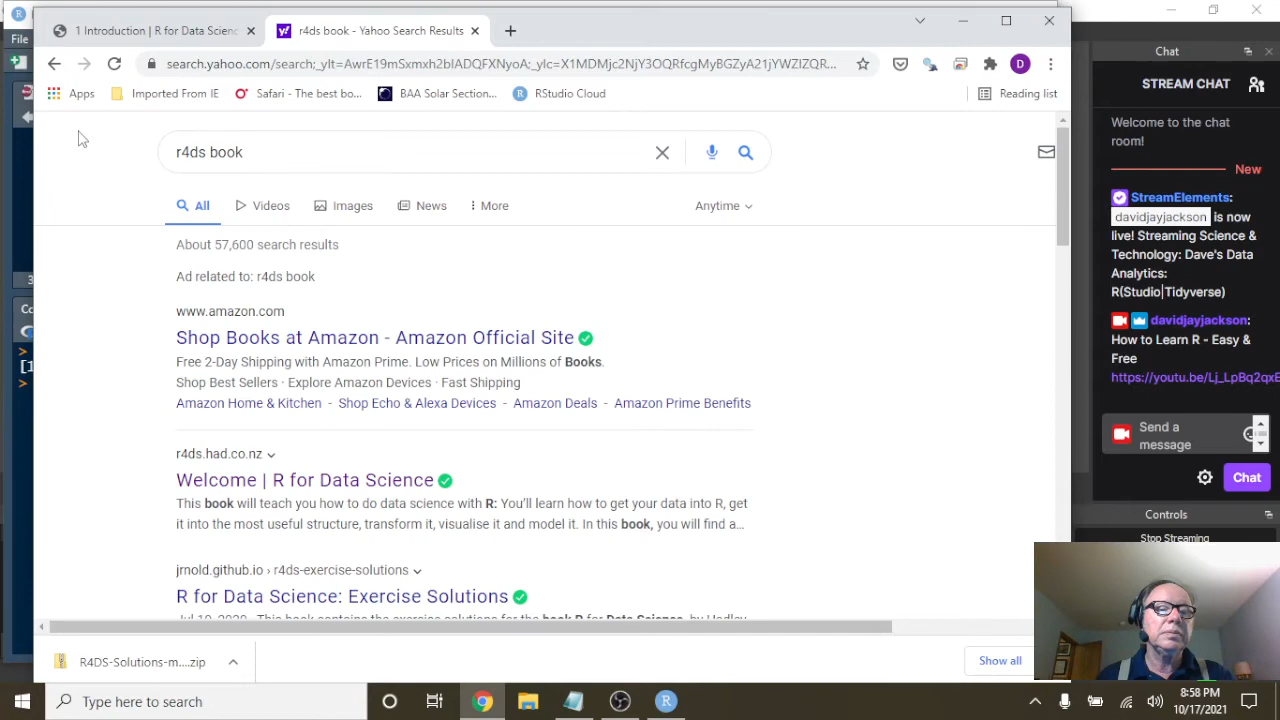 File
1 Introduction | R for Data Scienc
r4ds book - Yahoo Search Results
search.yahoo.com/search;_ylt=AwrE19mSxmxh2bIADQFXNyoA;_ylc=X1MDMjc2NjY3OQRfcgMyBGZyA21jYWZlZQ...
Apps
Imported From IE
Safari - The best bo...
BAA Solar Section...
RStudio Cloud
Reading list
r4ds book
All
Videos
Images
News
More
Anytime
About 57,600 search results
Ad related to: r4ds book
www.amazon.com
Shop Books at Amazon - Amazon Official Site
Free 2-Day Shipping with Amazon Prime. Low Prices on Millions of Books.
Shop Best Sellers · Explore Amazon Devices · Fast Shipping
Amazon Home & Kitchen - Shop Echo & Alexa Devices - Amazon Deals - Amazon Prime Benefits
r4ds.had.co.nz
Welcome | R for Data Science
This book will teach you how to do data science with R: You'll learn how to get your data into R, get
it into the most useful structure, transform it, visualise it and model it. In this book, you will find a...
jrnold.github.io › r4ds-exercise-solutions
R for Data Science: Exercise Solutions
R4DS-Solutions-m....zip
Show all
Co
> 
[1
>
Chat
STREAM CHAT
Welcome to the chat
room!
New
StreamElements:
davidjayjackson is now
live! Streaming Science &
Technology: Dave's Data
Analytics:
R(Studio|Tidyverse)
davidjayjackson:
How to Learn R - Easy &
Free
https://youtu.be/Lj_LpBq2qxE
Send a
message
Chat
Controls
Stop Streaming
Type here to search
8:58 PM
10/17/2021